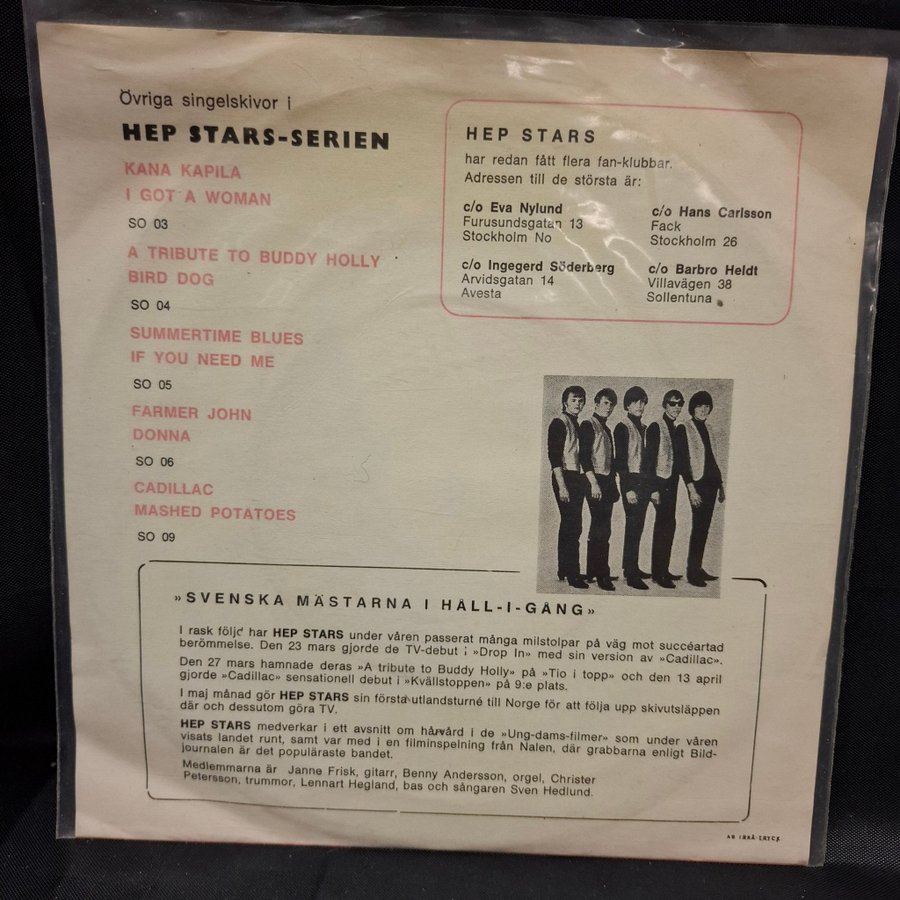 Övriga singelskivor i
HEP STARS-SERIEN
KANA KAPILA
I GOT A WOMAN
SO 03
A TRIBUTE TO BUDDY HOLLY
BIRD DOG
SO 04
SUMMERTIME BLUES
IF YOU NEED ME
SO 05
FARMER JOHN
DONNA
SO 06
CADILLAC
MASHED POTATOES
SO 09
HEP STARS
har redan fått flera fan-klubbar.
Adressen till de största är:
c/o Eva Nylund
Furusundsgatan 13
Stockholm No
c/o Hans Carlsson
Fack
Stockholm 26
c/o Ingegerd Söderberg
Arvidsgatan 14
Avesta
c/o Barbro Heldt
Villavägen 38
Sollentuna
»SVENSKA MÄSTARNA I HÅLL-I-GÅNG»
I rask följd har HEP STARS under våren passerat många milstolpar på väg mot succéartad
berömmelse. Den 23 mars gjorde de TV-debut i »Drop In» med sin version av »Cadillac».
Den 27 mars hamnade deras »A tribute to Buddy Holly» på »Tio i topp» och den 13 april
gjorde »Cadillac» sensationell debut i »Kvällstoppen» på 9:e plats.
I maj månad gör HEP STARS sin första utlandsturné till Norge för att följa upp skivutsläppen
där och dessutom göra TV.
HEP STARS medverkar i ett avsnitt om hårvård i de »Ung-dams-filmer» som under våren
visats landet runt, samt var med i en filminspelning från Nalen, där grabbarna enligt Bild-
journalen är det populäraste bandet.
Medlemmarna är Janne Frisk, gitarr, Benny Andersson, orgel, Christer
Petersson, trummor, Lennart Hegland, bas och sångaren Sven Hedlund.